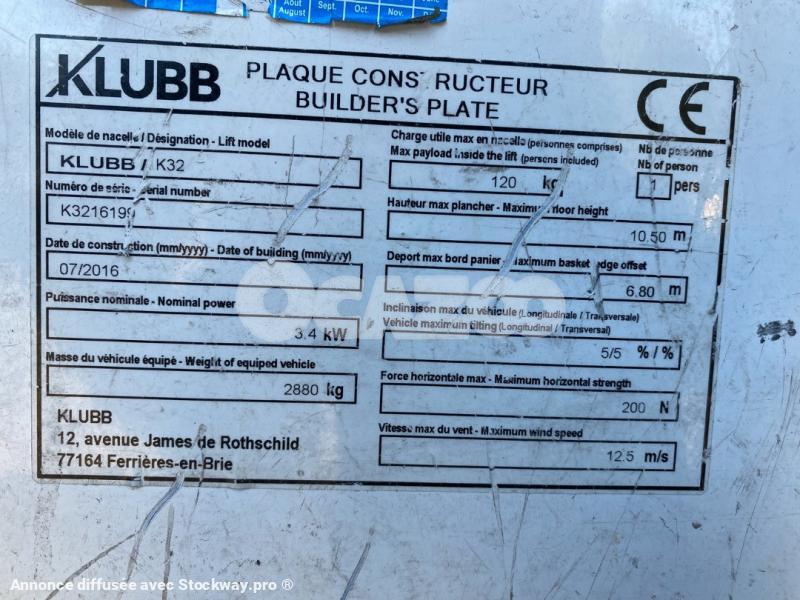 Août
August
Sept.
Oct.
Nov.
KLUBB
PLAQUE CONSTRUCTEUR
BUILDER'S PLATE
CE
Modèle de nacelle / Désignation - Lift model
KLUBB / K32
Numéro de série - Serial number
K3216199
Date de construction (mm/yyyy) - Date of building (mm/yyyy)
07/2016
Puissance nominale - Nominal power
3.4 kW
Masse du véhicule équipé - Weight of equiped vehicle
2880 kg
KLUBB
12, avenue James de Rothschild
77164 Ferrières-en-Brie
Charge utile max en nacelle (personnes comprises)
Max payload inside the lift (persons included)
120 kg
Nb de personne
Nb of person
1 pers
Hauteur max plancher - Maximum floor height
10.50 m
Deport max bord panier - Maximum basket edge offset
6.80 m
Inclinaison max du véhicule (Longitudinale / Transversale)
Vehicle maximum tilting (Longitudinal / Transversal)
5/5 % / %
Force horizontale max - Maximum horizontal strength
200 N
Vitesse max du vent - Maximum wind speed
12.5 m/s
OCAZOO
Annonce diffusée avec Stockway.pro ®